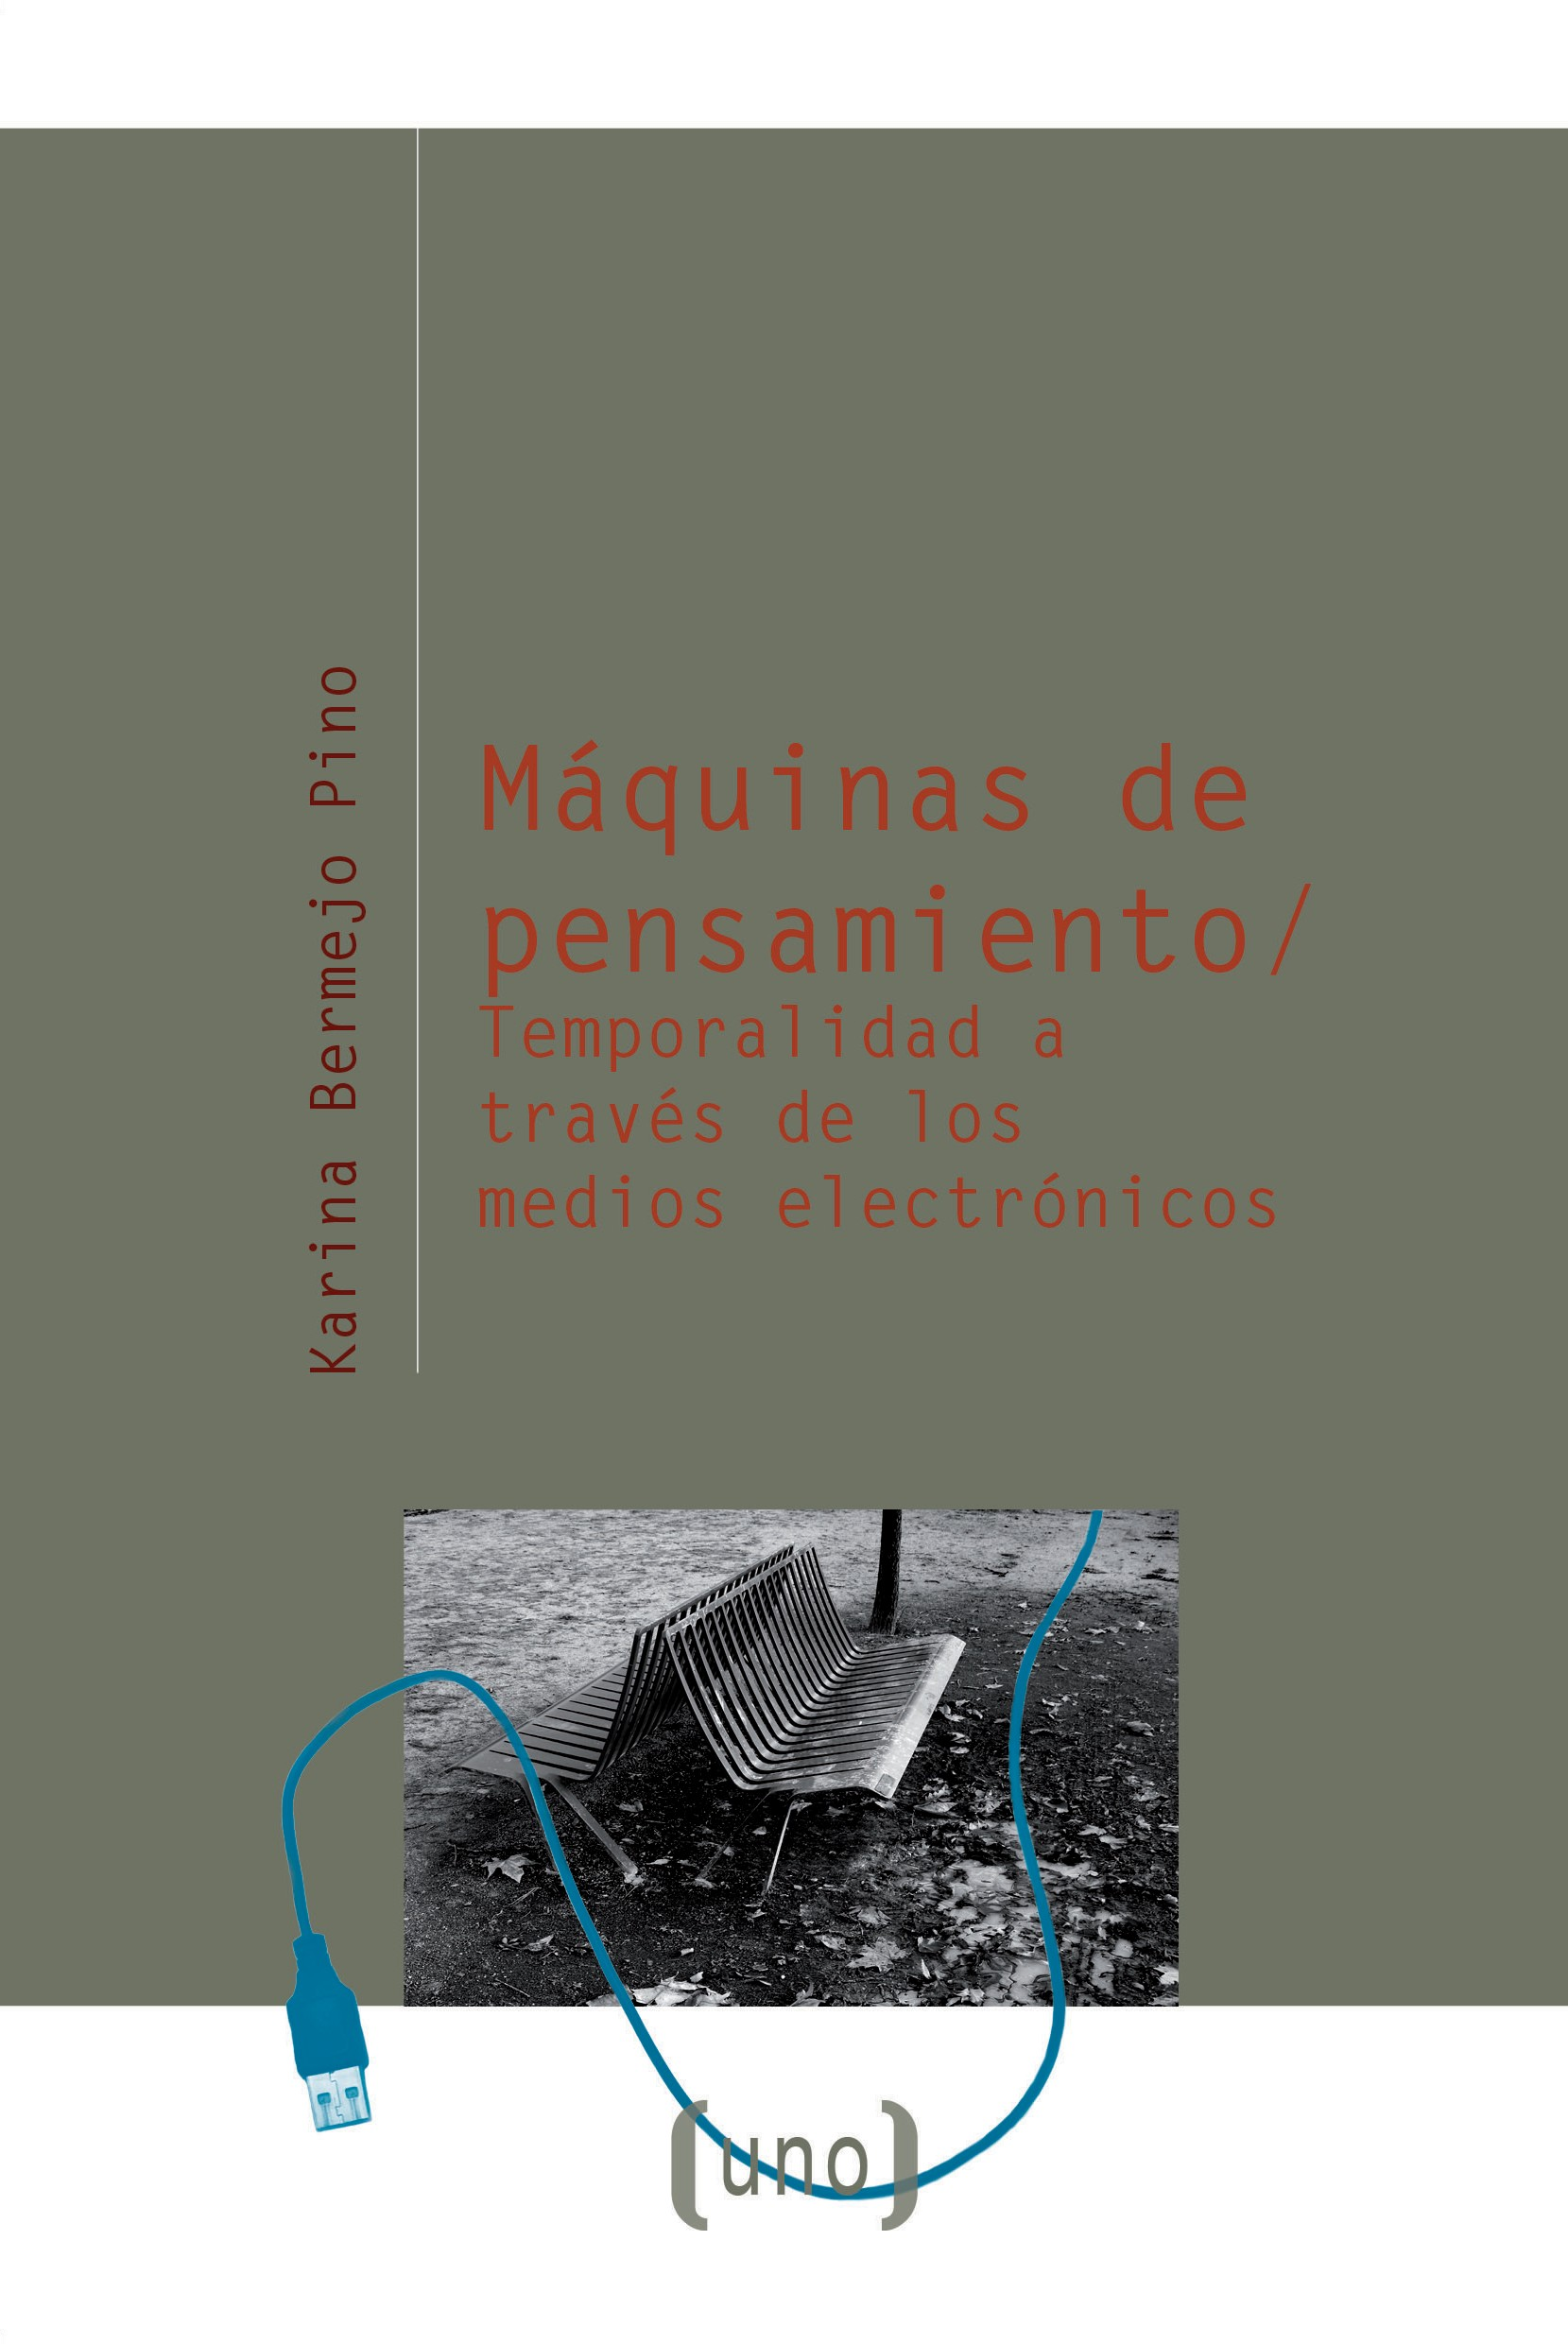 Karina Bermejo Pino
Máquinas de
pensamiento/
Temporalidad a
través de los
medios electrónicos
(uno)